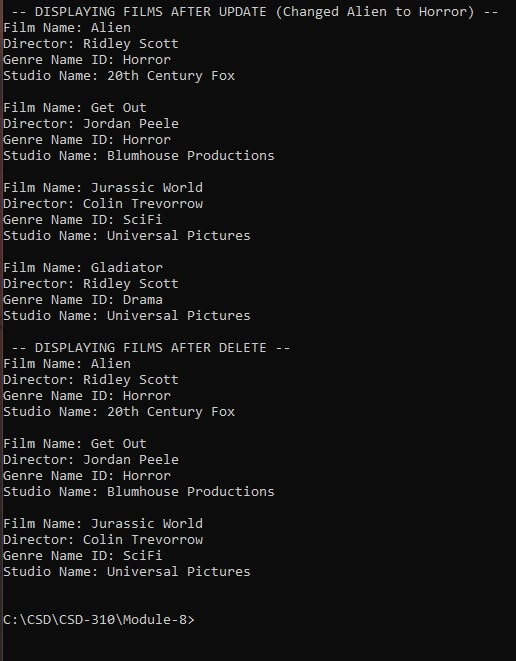 -- DISPLAYING FILMS AFTER UPDATE (Changed Alien to Horror) --
Film Name: Alien
Director: Ridley Scott
Genre Name ID: Horror
Studio Name: 20th Century Fox
Film Name: Get Out
Director: Jordan Peele
Genre Name ID: Horror
Studio Name: Blumhouse Productions
Film Name: Jurassic World
Director: Colin Trevorrow
Genre Name ID: SciFi
Studio Name: Universal Pictures
Film Name: Gladiator
Director: Ridley Scott
Genre Name ID: Drama
Studio Name: Universal Pictures
-- DISPLAYING FILMS AFTER DELETE --
Film Name: Alien
Director: Ridley Scott
Genre Name ID: Horror
Studio Name: 20th Century Fox
Film Name: Get Out
Director: Jordan Peele
Genre Name ID: Horror
Studio Name: Blumhouse Productions
Film Name: Jurassic World
Director: Colin Trevorrow
Genre Name ID: SciFi
Studio Name: Universal Pictures
C:\CSD\CSD-310\Module-8>